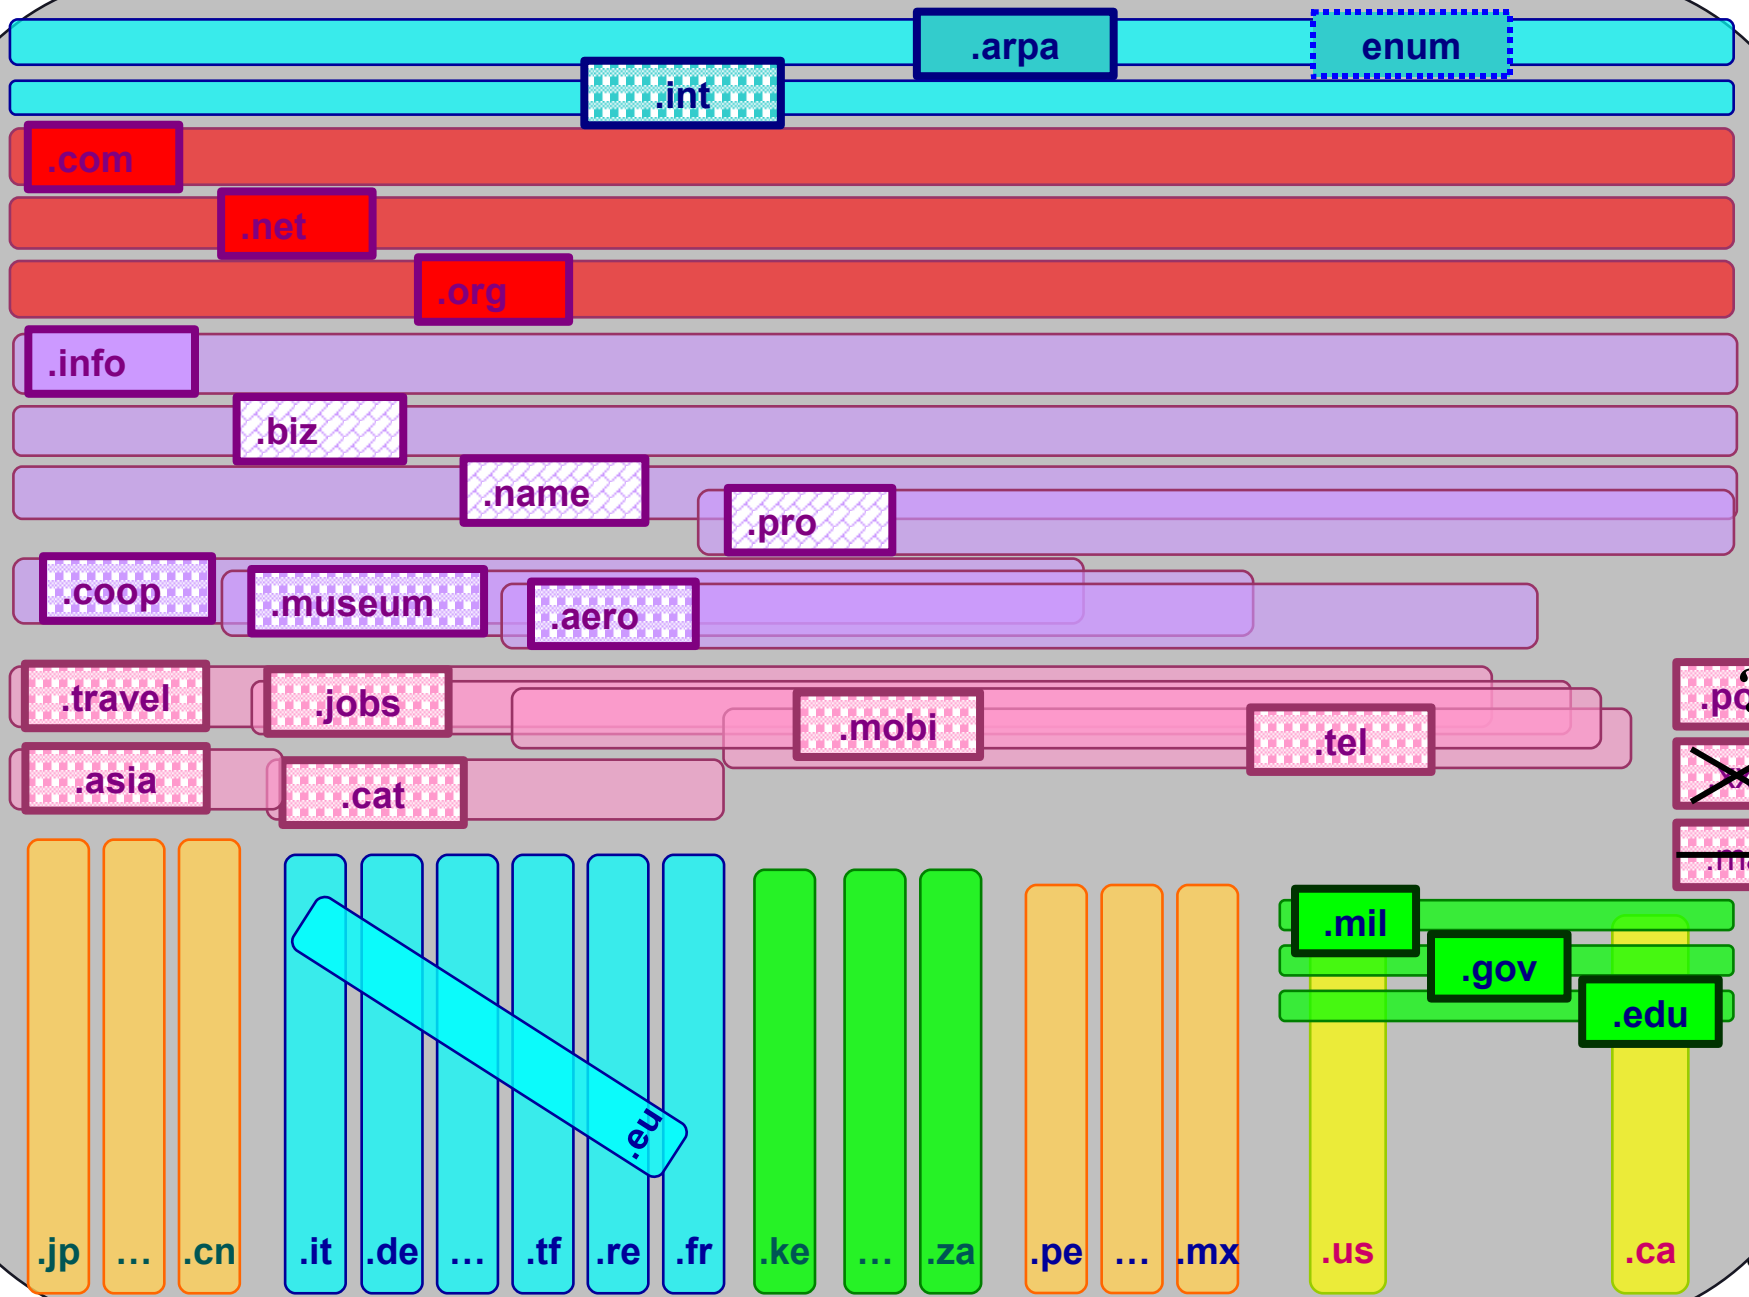 .arpa
enum
.int
.com
.net
.org
.info
.biz
.name
.pro
.coop
.museum
.aero
.travel
.jobs
.mobi
.tel
.asia
.cat
.mil
.gov
.edu
.eu
.jp
...
.cn
.it
.de
...
.tf
.re
.fr
.ke
...
.za
.pe
...
.mx
.us
.ca